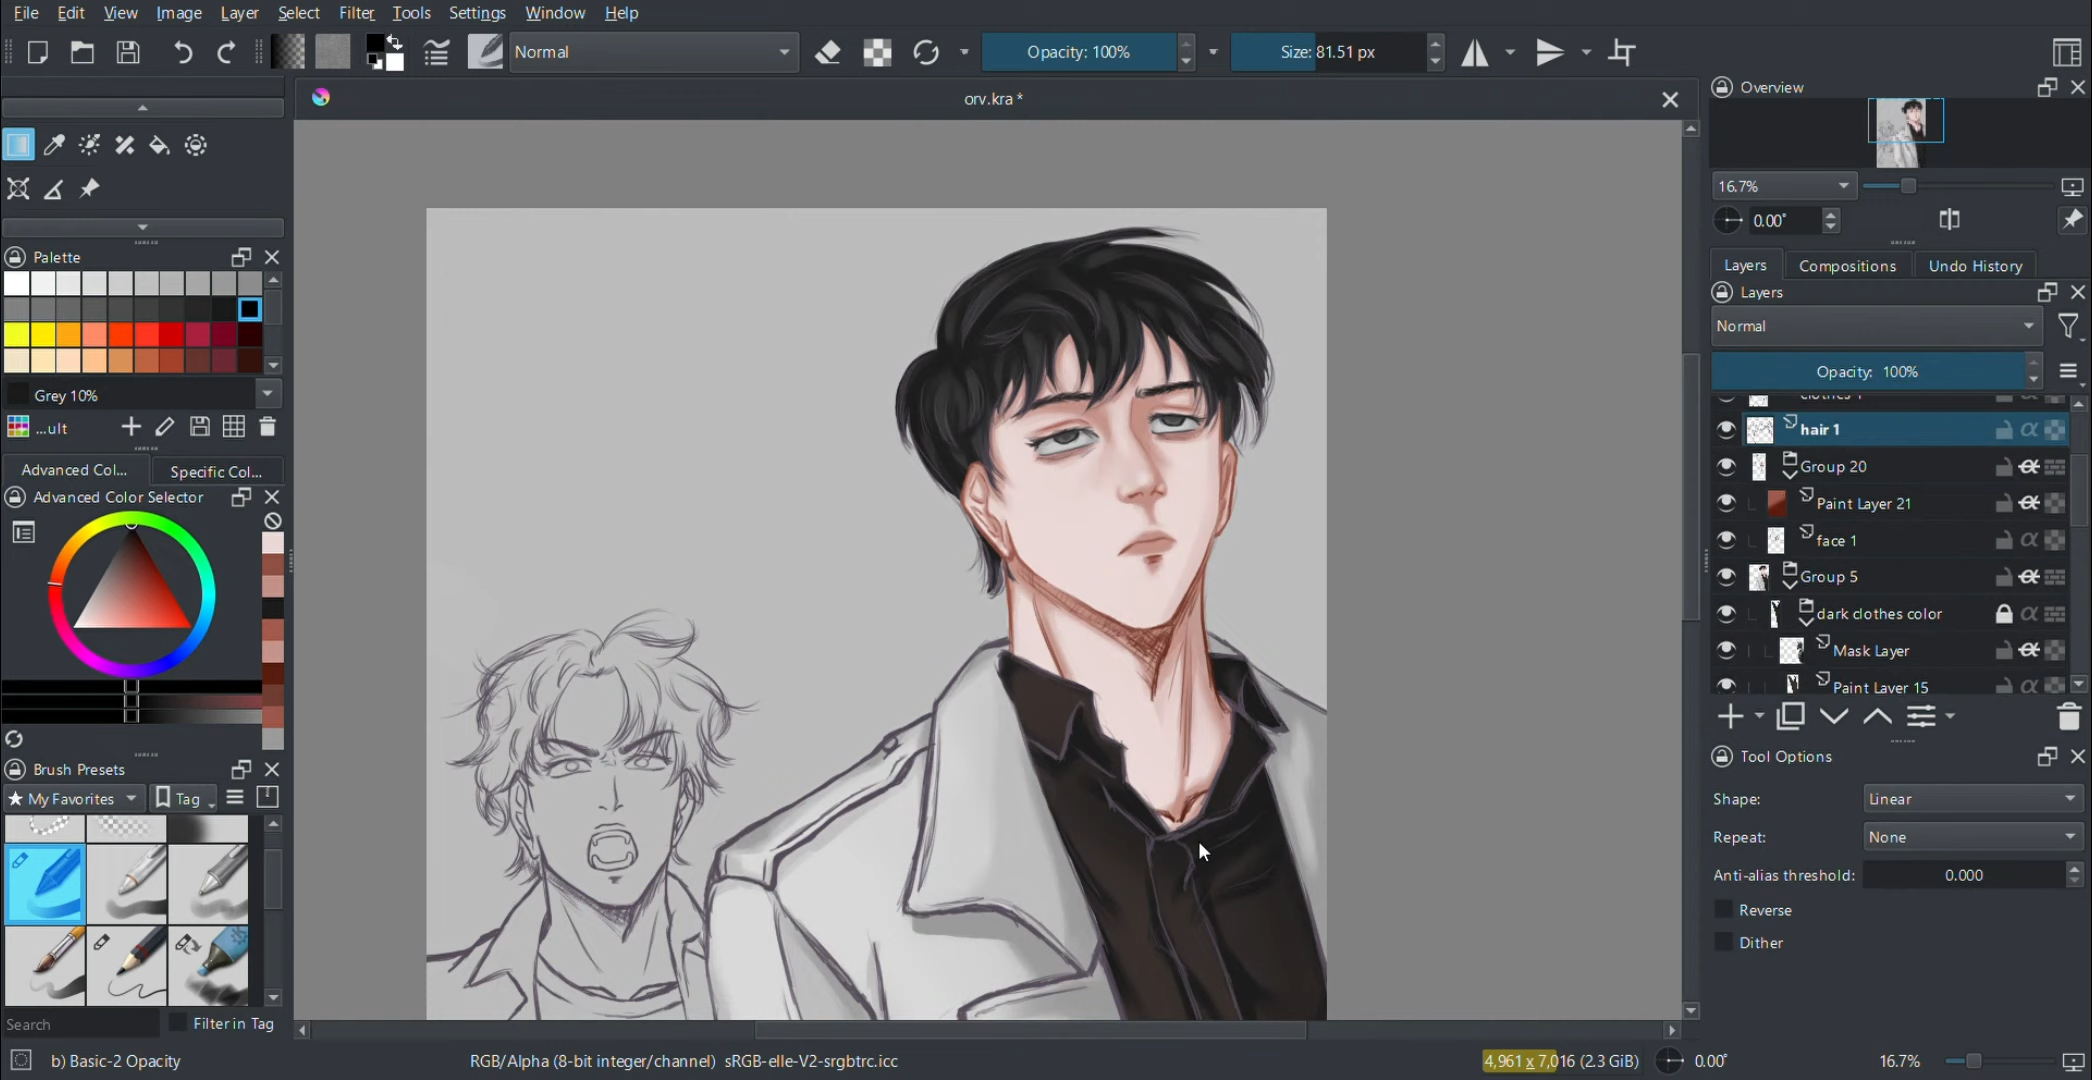 File Edit View Image Layer Select Filter Tools Settings Window Help
Normal
Opacity: 100%
Size: 81.51 px
orv.kra *
Overview
16.7%
0.00°
Palette
Grey 10%
...ult
Advanced Col...
Specific Col...
Advanced Color Selector
Brush Presets
My Favorites
Tag
Search
Filter in Tag
Layers
Compositions
Undo History
Layers
Normal
Opacity: 100%
clothes 1
hair 1
Group 20
Paint Layer 21
face 1
Group 5
dark clothes color
Mask Layer
Paint Layer 15
Tool Options
Shape: Linear
Repeat: None
Anti-alias threshold: 0.000
Reverse
Dither
b) Basic-2 Opacity
RGB/Alpha (8-bit integer/channel) sRGB-elle-V2-srgbtrc.icc
4,961 x 7,016 (2.3 GiB)
0.00°
16.7%